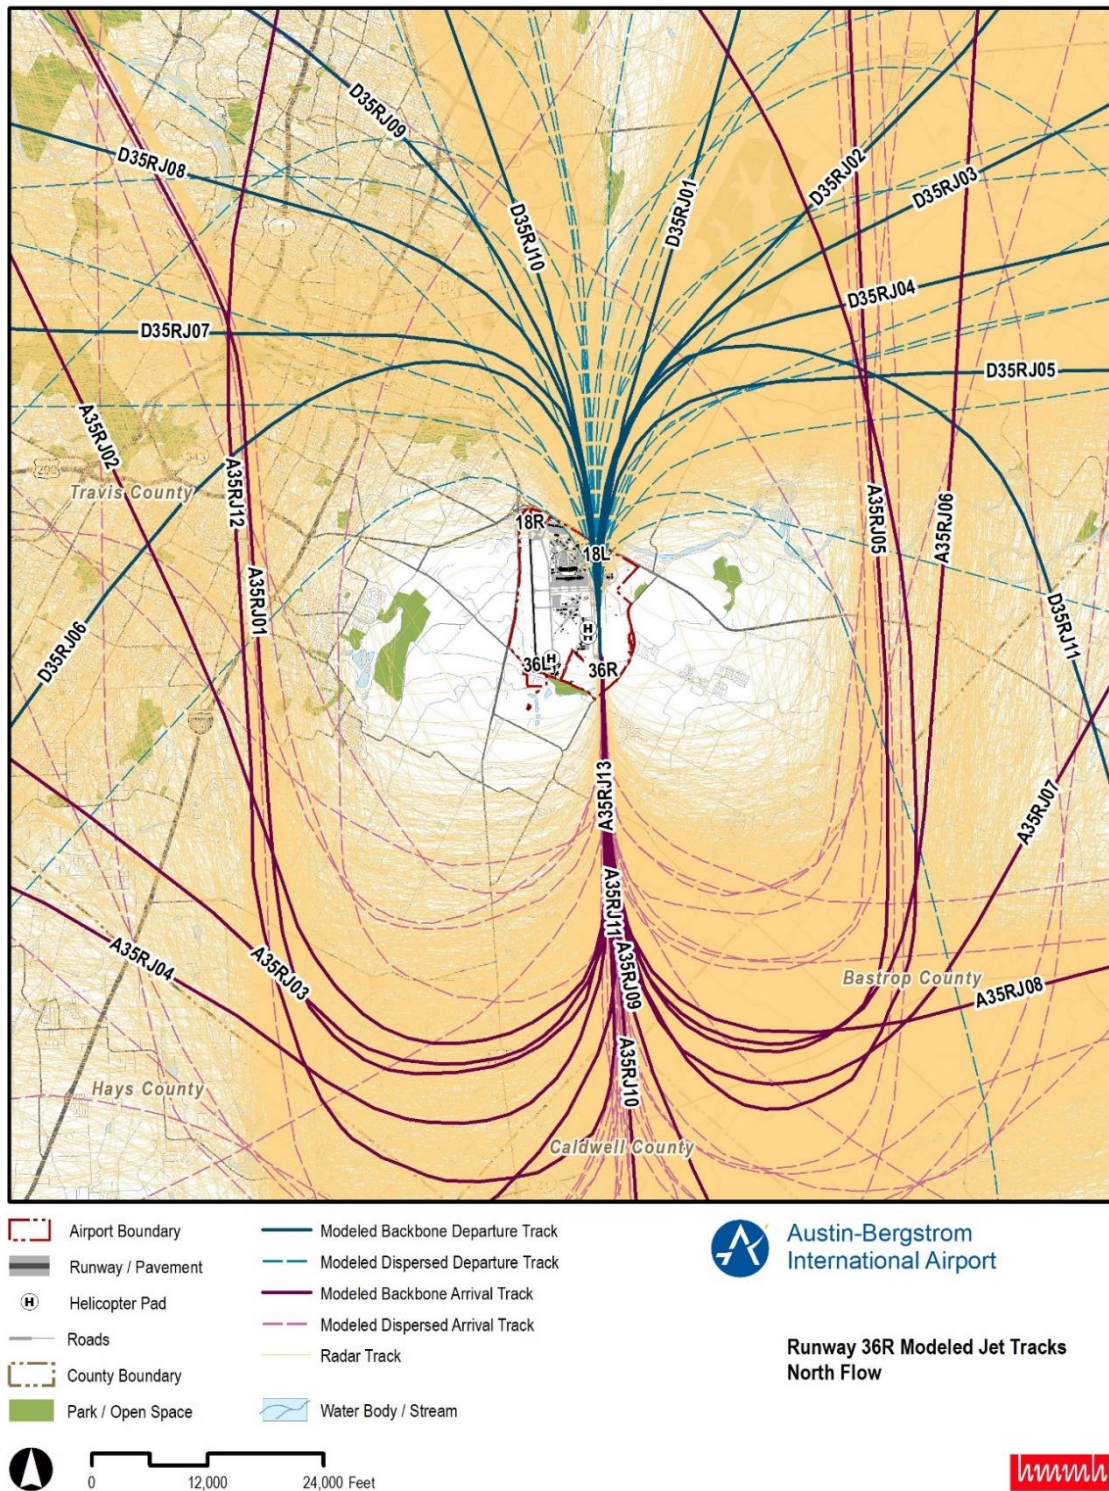 D35RJ09
D35RJ08
D35RJ10
D35RJ01
D35RJ02
D35RJ03
D35RJ04
D35RJ07
D35RJ05
A35RJ02
Travis County
A35RJ12
A35RJ05
A35RJ06
18R
18L
A35RJ01
D35RJ06
D35RJ11
H
H
H
36L
36R
A35RJ13
A35RJ07
A35RJ11
A35RJ04
A35RJ03
A35RJ09
Bastrop County
A35RJ08
A35RJ10
Hays County
Caldwell County
Airport Boundary
Runway / Pavement
H
Helicopter Pad
Roads
County Boundary
Park / Open Space
Modeled Backbone Departure Track
Modeled Dispersed Departure Track
Modeled Backbone Arrival Track
Modeled Dispersed Arrival Track
Radar Track
Water Body / Stream
Austin-Bergstrom
International Airport
Runway 36R Modeled Jet Tracks
North Flow
0 12,000 24,000 Feet
hmmh